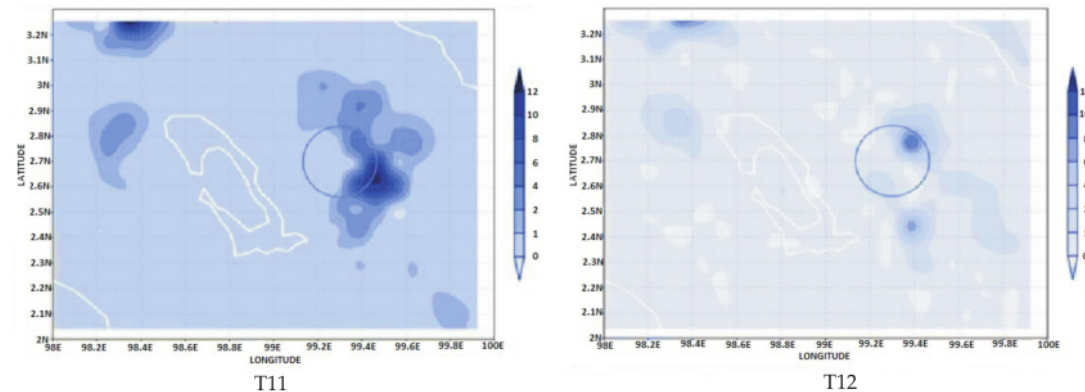 3.2N
3.1N
3N
2.9N
2.8N
2.7N
2.6N
2.5N
2.4N
2.3N
2.2N
2.1N
2N
LATITUDE
98E 98.2E 98.4E 98.6E 98.8E 99E 99.2E 99.4E 99.6E 99.8E 100E
LONGITUDE
12
10
8
6
4
2
1
0
T11
3.2N
3.1N
3N
2.9N
2.8N
2.7N
2.6N
2.5N
2.4N
2.3N
2.2N
2.1N
2N
LATITUDE
98E 98.2E 98.4E 98.6E 98.8E 99E 99.2E 99.4E 99.6E 99.8E 100E
LONGITUDE
T12